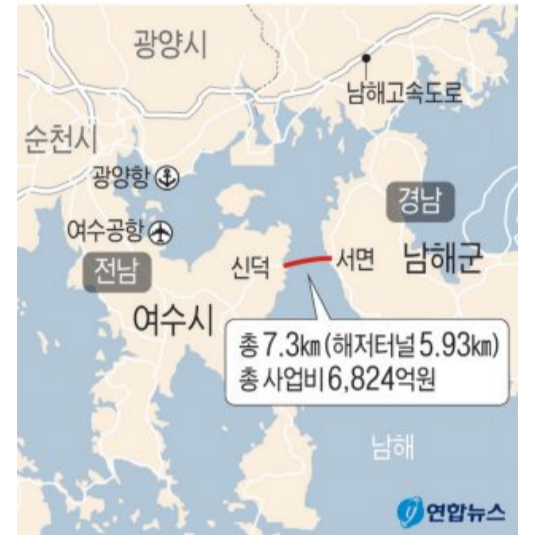 광양시
남해고속도로
순천시
광양항
경남
여수공항
전남
신덕
서면
남해군
여수시
총 7.3㎞(해저터널 5.93㎞)
총 사업비 6,824억원
남해
연합뉴스